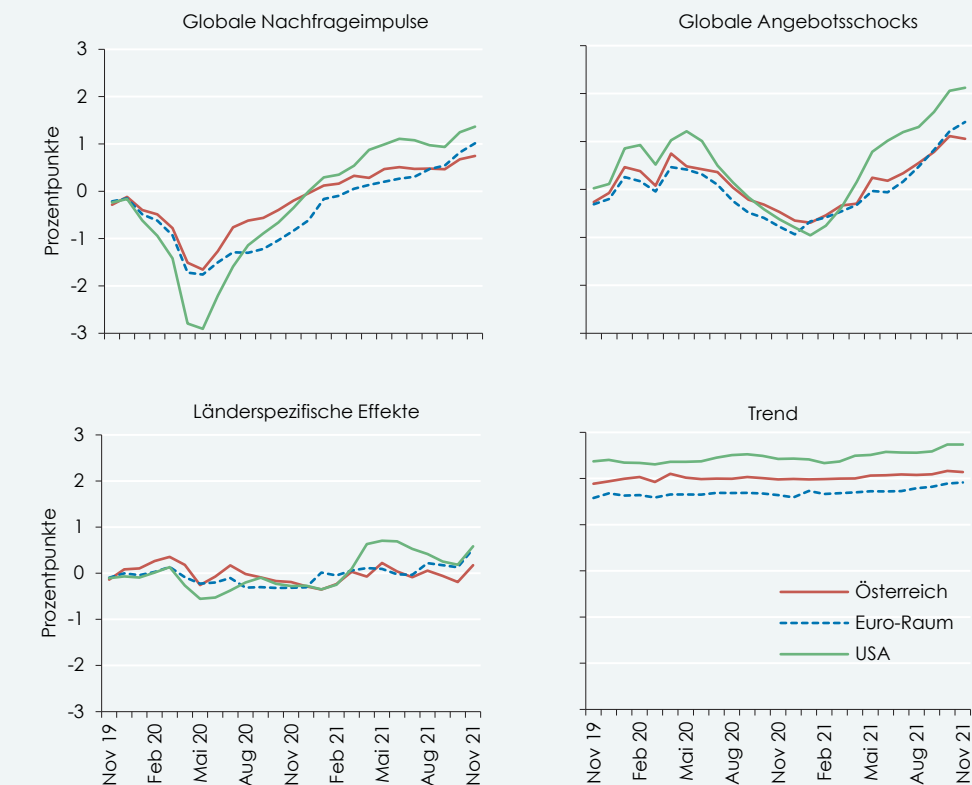 Globale Nachfrageimpulse
Globale Angebotsschocks
Prozentpunkte
3
2
1
0
-1
-2
-3
Länderspezifische Effekte
Trend
Prozentpunkte
3
2
1
0
-1
-2
-3
Österreich
Euro-Raum
USA
Nov 19
Feb 20
Mai 20
Aug 20
Nov 20
Feb 21
Mai 21
Aug 21
Nov 21
Nov 19
Feb 20
Mai 20
Aug 20
Nov 20
Feb 21
Mai 21
Aug 21
Nov 21